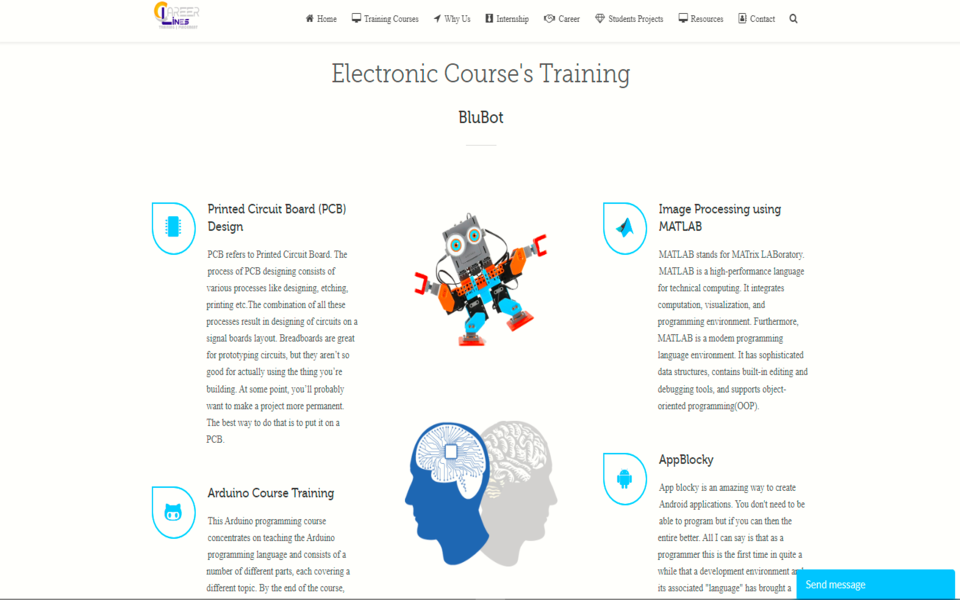 CAREER
LINES
Home
Training Courses
Why Us
Internship
Career
Students Projects
Resources
Contact
Electronic Course's Training
BluBot
Printed Circuit Board (PCB)
Design
PCB refers to Printed Circuit Board. The
process of PCB designing consists of
various processes like designing, etching,
printing etc.The combination of all these
processes result in designing of circuits on a
signal boards layout. Breadboards are great
for prototyping circuits, but they aren’t so
good for actually using the thing you’re
building. At some point, you’ll probably
want to make a project more permanent.
The best way to do that is to put it on a
PCB.
Arduino Course Training
This Arduino programming course
concentrates on teaching the Arduino
programming language and consists of a
number of different parts, each covering a
different topic. By the end of the course,
Image Processing using
MATLAB
MATLAB stands for MATrix LABoratory.
MATLAB is a high-performance language
for technical computing. It integrates
computation, visualization, and
programming environment. Furthermore,
MATLAB is a modern programming
language environment. It has sophisticated
data structures, contains built-in editing and
debugging tools, and supports object-
oriented programming(OOP).
AppBlocky
App blocky is an amazing way to create
Android applications. You don't need to be
able to program but if you can then the
entire better. All I can say is that as a
programmer this is the first time in quite a
while that a development environment and
its associated "language" has brought a
Send message